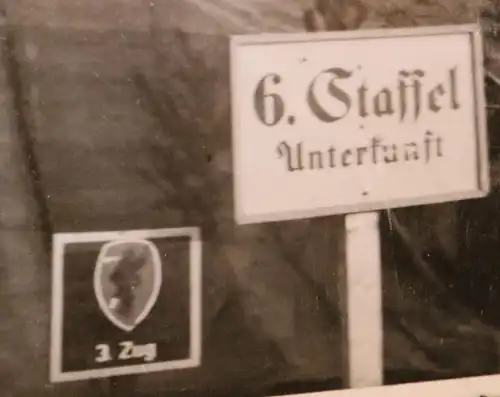 6. Staffel
Unterkunft
3. Zug